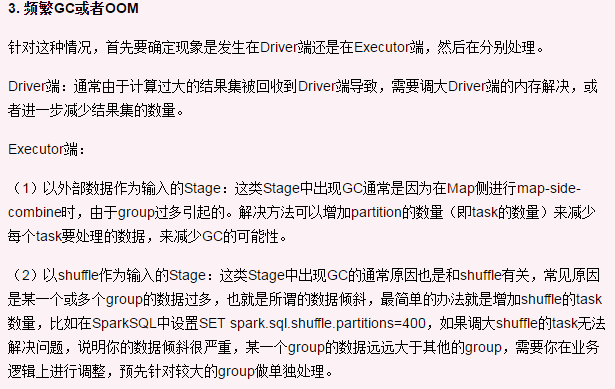 3. 频繁GC或者OOM
针对这种情况，首先要确定现象是发生在Driver端还是在Executor端，然后在分别处理。
Driver端：通常由于计算过大的结果集被回收到Driver端导致，需要调大Driver端的内存解决，或
者进一步减少结果集的数量。
Executor端：
（1）以外部数据作为输入的Stage：这类Stage中出现GC通常是因为在Map侧进行map-side-
combine时，由于group过多引起的。解决方法可以增加partition的数量（即task的数量）来减少
每个task要处理的数据，来减少GC的可能性。
（2）以shuffle作为输入的Stage：这类Stage中出现GC的通常原因也是和shuffle有关，常见原因
是某一个或多个group的数据过多，也就是所谓的数据倾斜，最简单的办法就是增加shuffle的task
数量，比如在SparkSQL中设置SET spark.sql.shuffle.partitions=400，如果调大shuffle的task无法
解决问题，说明你的数据倾斜很严重，某一个group的数据远远大于其他的group，需要你在业务
逻辑上进行调整，预先针对较大的group做单独处理。